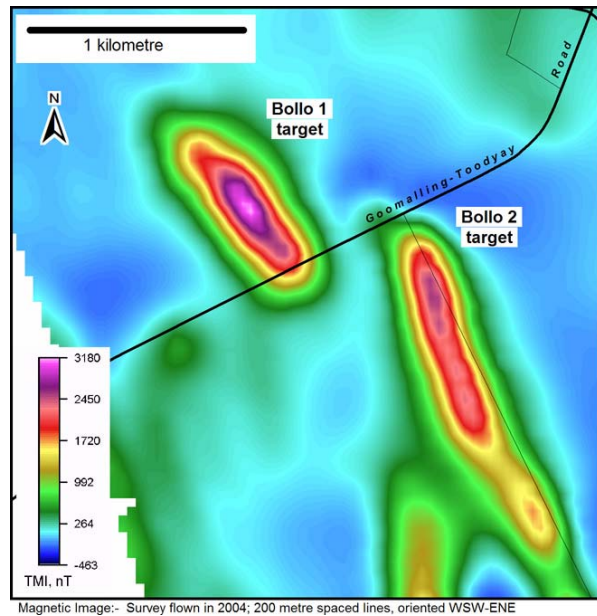 1 kilometre
N
Bollo 1
target
Road
Goomalling-Toodyay
Bollo 2
target
3180
2450
1720
992
264
-463
TMI, nT
Magnetic Image:- Survey flown in 2004; 200 metre spaced lines, oriented WSW-ENE